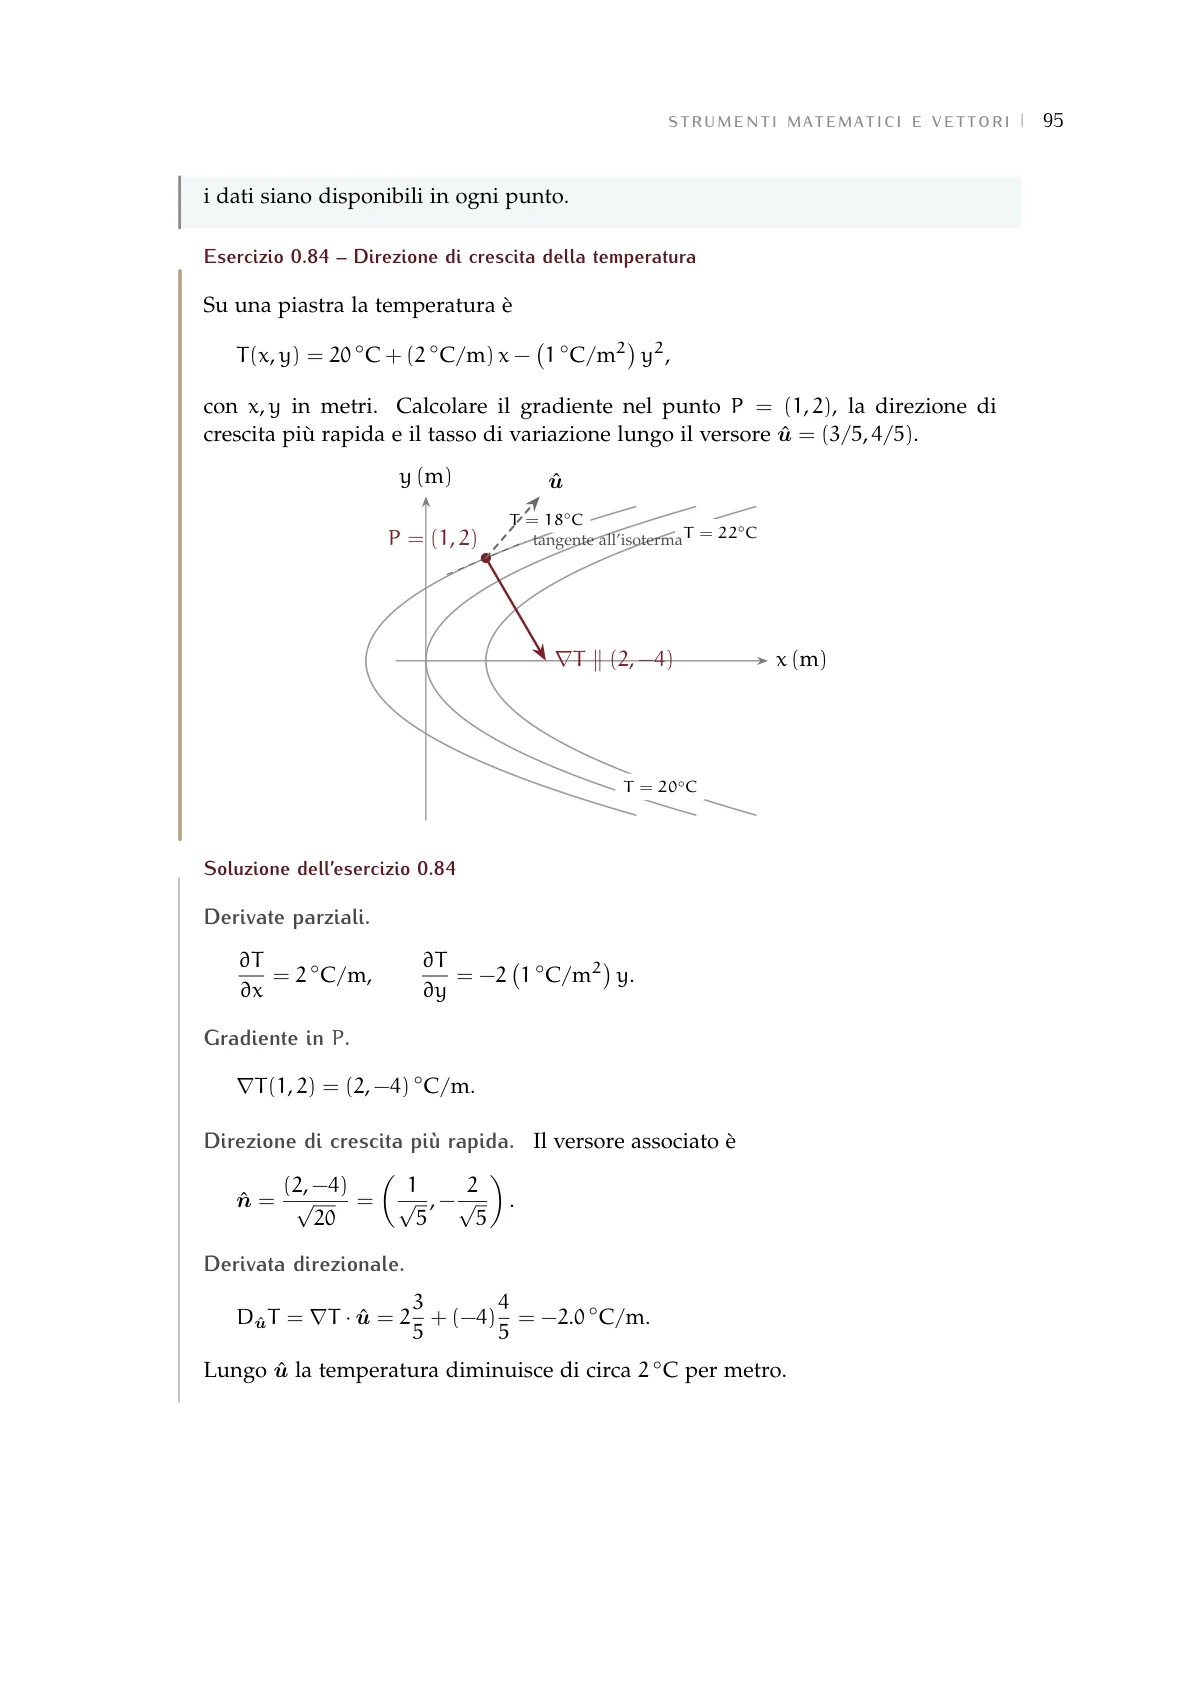 STRUMENTI MATEMATICI E VETTORI | 95
i dati siano disponibili in ogni punto.
Esercizio 0.84 – Direzione di crescita della temperatura
Su una piastra la temperatura è
T(x, y) = 20 °C + (2 °C/m) x − (1 °C/m²) y²,
con x, y in metri. Calcolare il gradiente nel punto P = (1, 2), la direzione di
crescita più rapida e il tasso di variazione lungo il versore û = (3/5, 4/5).
y (m)
û
T = 18°C
P = (1, 2)
tangente all'isoterma
T = 22°C
∇T ∥ (2, −4)
x (m)
T = 20°C
Soluzione dell'esercizio 0.84
Derivate parziali.
∂T/∂x = 2 °C/m, ∂T/∂y = −2 (1 °C/m²) y.
Gradiente in P.
∇T(1, 2) = (2, −4) °C/m.
Direzione di crescita più rapida. Il versore associato è
n̂ = (2, −4)/√20 = (1/√5, −2/√5).
Derivata direzionale.
D_û T = ∇T · û = 2 3/5 + (−4) 4/5 = −2.0 °C/m.
Lungo û la temperatura diminuisce di circa 2 °C per metro.